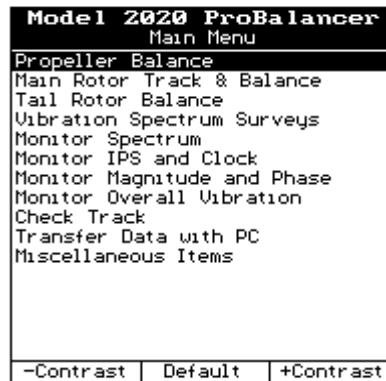 Model 2020 ProBalancer
Main Menu
Propeller Balance
Main Rotor Track & Balance
Tail Rotor Balance
Vibration Spectrum Surveys
Monitor Spectrum
Monitor IPS and Clock
Monitor Magnitude and Phase
Monitor Overall Vibration
Check Track
Transfer Data with PC
Miscellaneous Items
-Contrast Default +Contrast